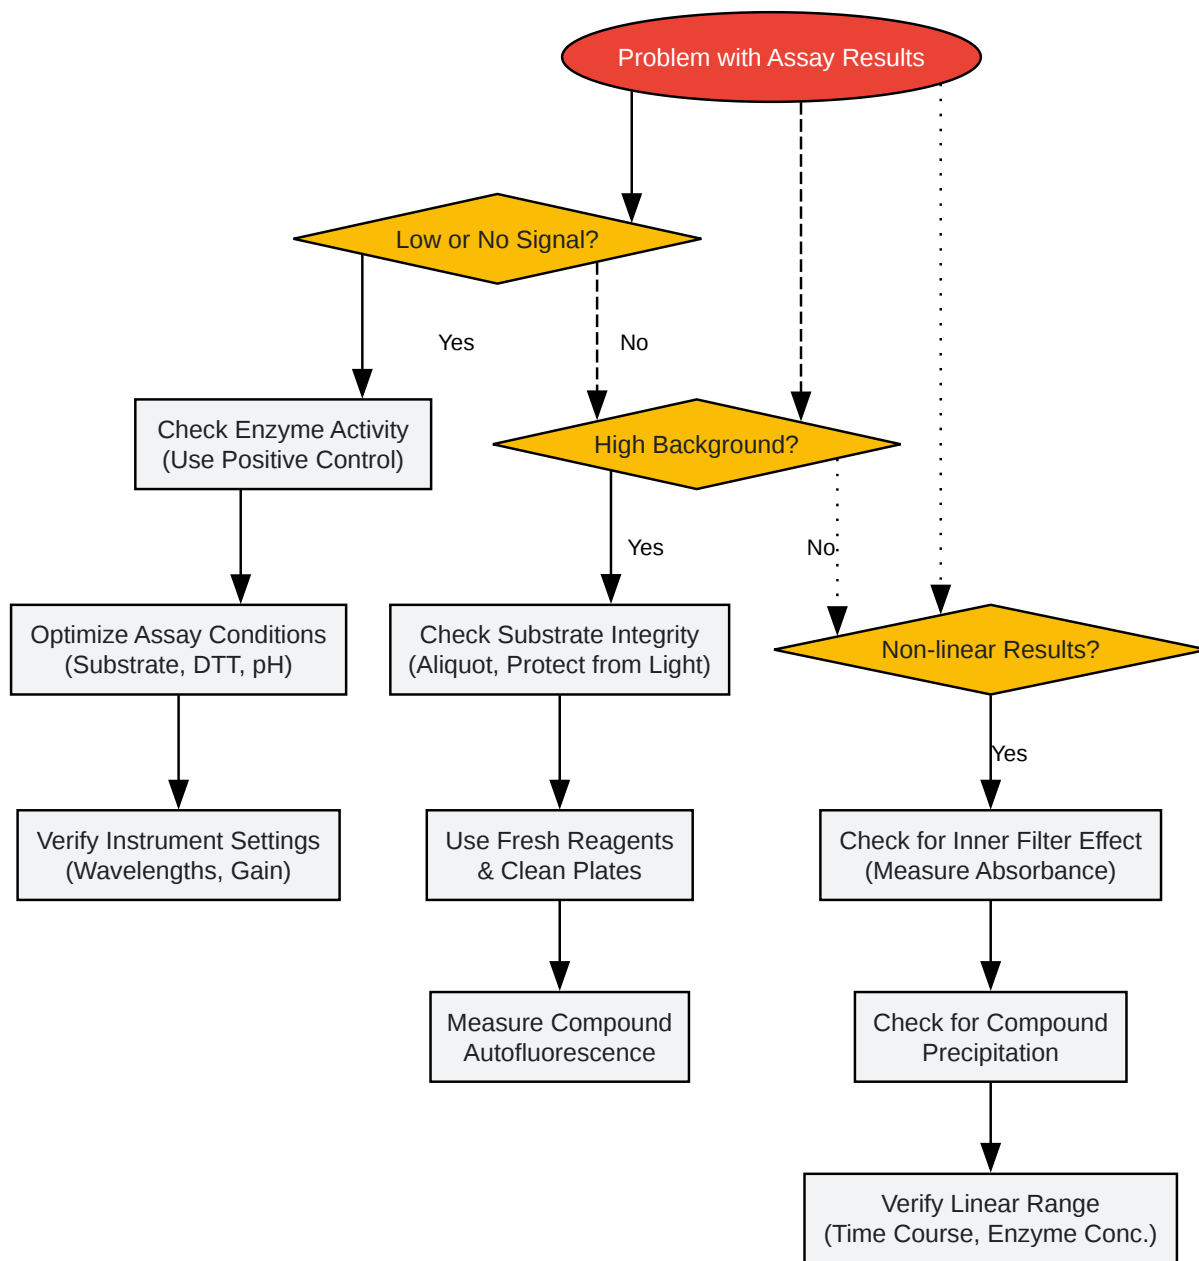 Problem with Assay Results
Low or No Signal?
Yes
No
Check Enzyme Activity
(Use Positive Control)
High Background?
Yes
No
Optimize Assay Conditions
(Substrate, DTT, pH)
Check Substrate Integrity
(Aliquot, Protect from Light)
Non-linear Results?
Yes
Verify Instrument Settings
(Wavelengths, Gain)
Use Fresh Reagents
& Clean Plates
Check for Inner Filter Effect
(Measure Absorbance)
Measure Compound
Autofluorescence
Check for Compound
Precipitation
Verify Linear Range
(Time Course, Enzyme Conc.)